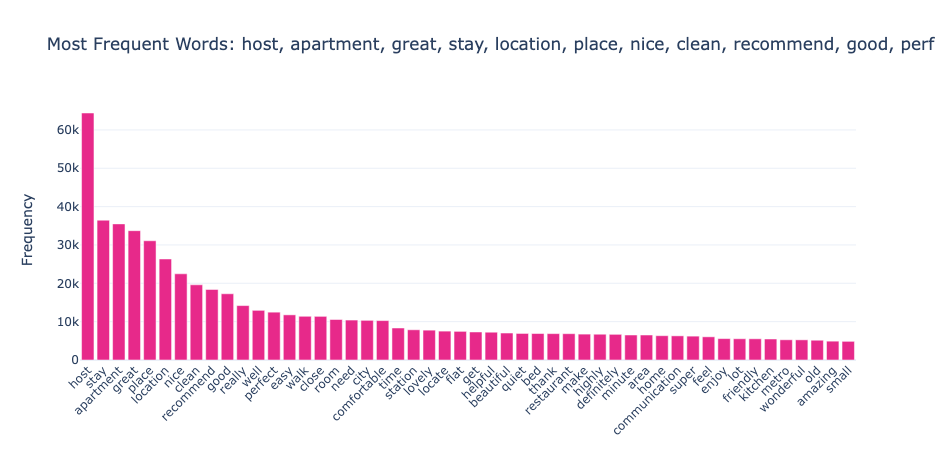 Most Frequent Words: host, apartment, great, stay, location, place, nice, clean, recommend, good, perf
60k
50k
40k
30k
20k
10k
0
Frequency
host
stay
apartment
great
place
location
nice
clean
recommend
good
really
well
perfect
easy
walk
close
room
need
city
comfortable
time
station
lovely
locate
flat
get
helpful
beautiful
quiet
bed
thank
restaurant
make
highly
definitely
minute
area
home
communication
super
feel
enjoy
lot
friendly
kitchen
metro
wonderful
old
amazing
small